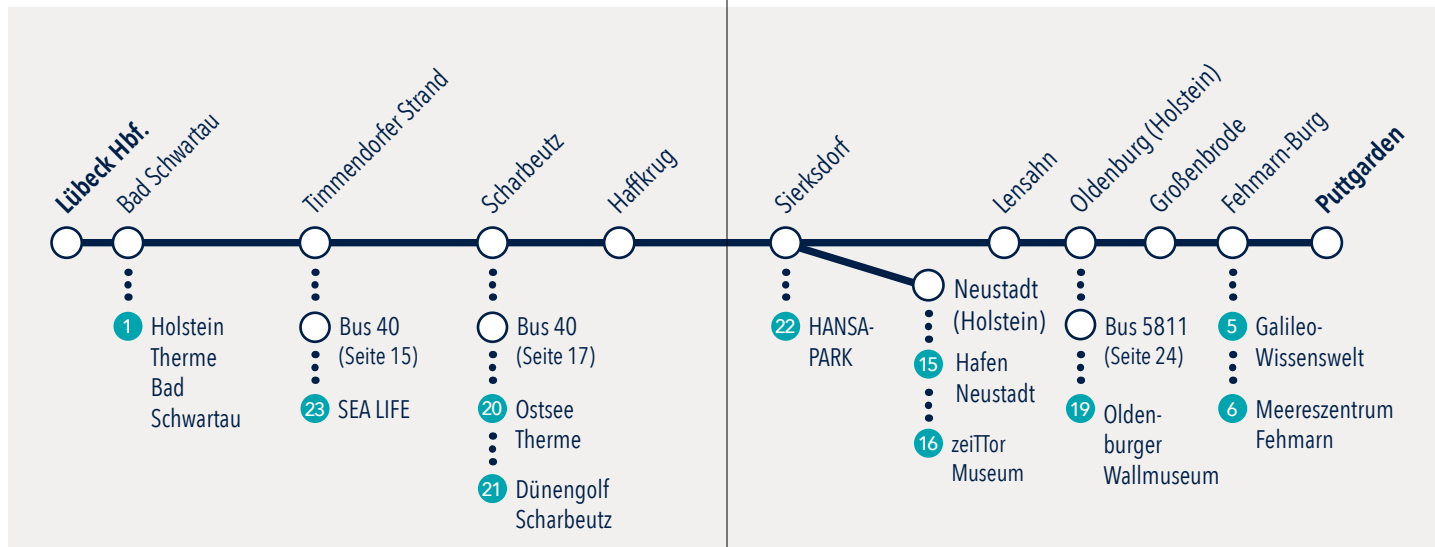 Lübeck Hbf.
Bad Schwartau
Timmendorfer Strand
Scharbeutz
Haffkrug
Sierksdorf
Lensahn
Oldenburg (Holstein)
Großenbrode
Fehmarn-Burg
Puttgarden
1 Holstein
Therme
Bad
Schwartau
Bus 40
(Seite 15)
23 SEA LIFE
Bus 40
(Seite 17)
20 Ostsee
Therme
21 Dünengolf
Scharbeutz
22 HANSA-
PARK
Neustadt
(Holstein)
15 Hafen
Neustadt
16 zeiTTor
Museum
Bus 5811
(Seite 24)
19 Olden-
burger
Wallmuseum
5 Galileo-
Wissenswelt
6 Meereszentrum
Fehmarn